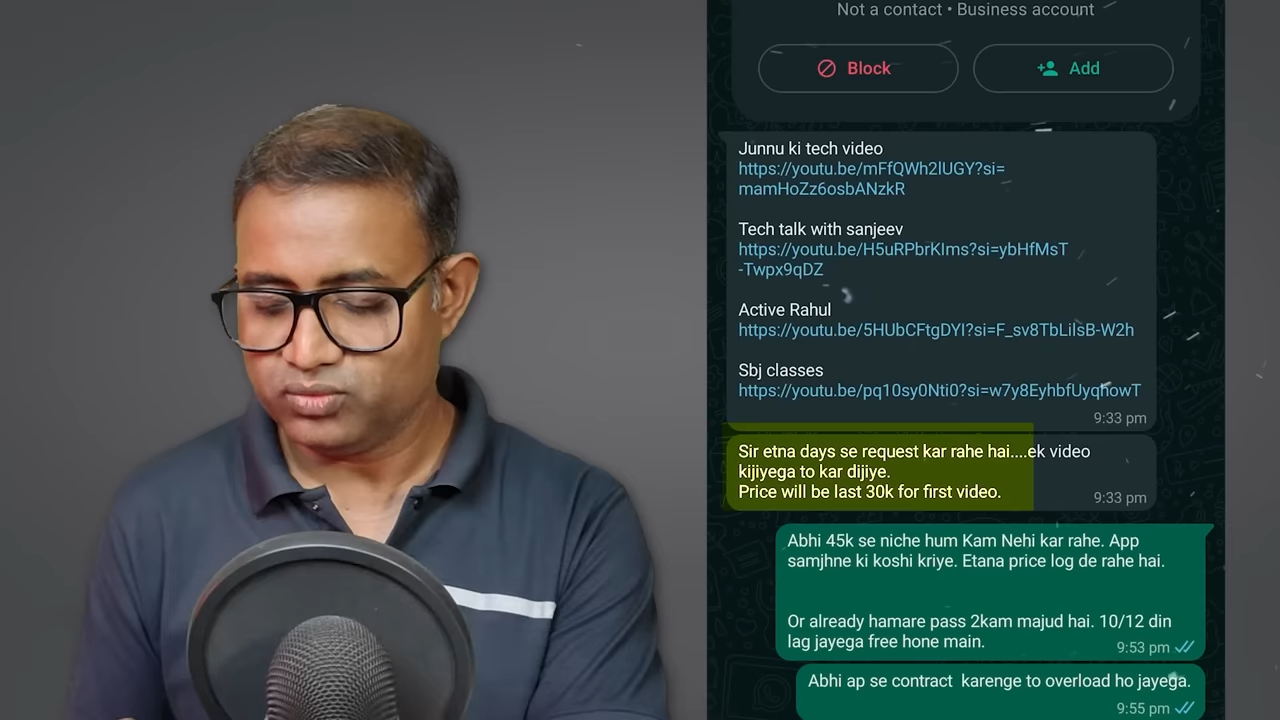 Not a contact • Business account
Block
Add
Junnu ki tech video
https://youtu.be/mFfQWh2lUGY?si=
mamHoZz6osbANzkR
Tech talk with sanjeev
https://youtu.be/H5uRPbrKIms?si=ybHfMsT
-Twpx9qDZ
Active Rahul
https://youtu.be/5HUbCFtgDYI?si=F_sv8TbLilsB-W2h
Sbj classes
https://youtu.be/pq10sy0Nti0?si=w7y8EyhbfUyqhowT
9:33 pm
Sir etna days se request kar rahe hai....ek video
kijiyega to kar dijiye.
Price will be last 30k for first video.
9:33 pm
Abhi 45k se niche hum Kam Nehi kar rahe. App
samjhne ki koshi kriye. Etana price log de rahe hai.
Or already hamare pass 2kam majud hai. 10/12 din
lag jayega free hone main.
9:53 pm
Abhi ap se contract karenge to overload ho jayega.
9:55 pm